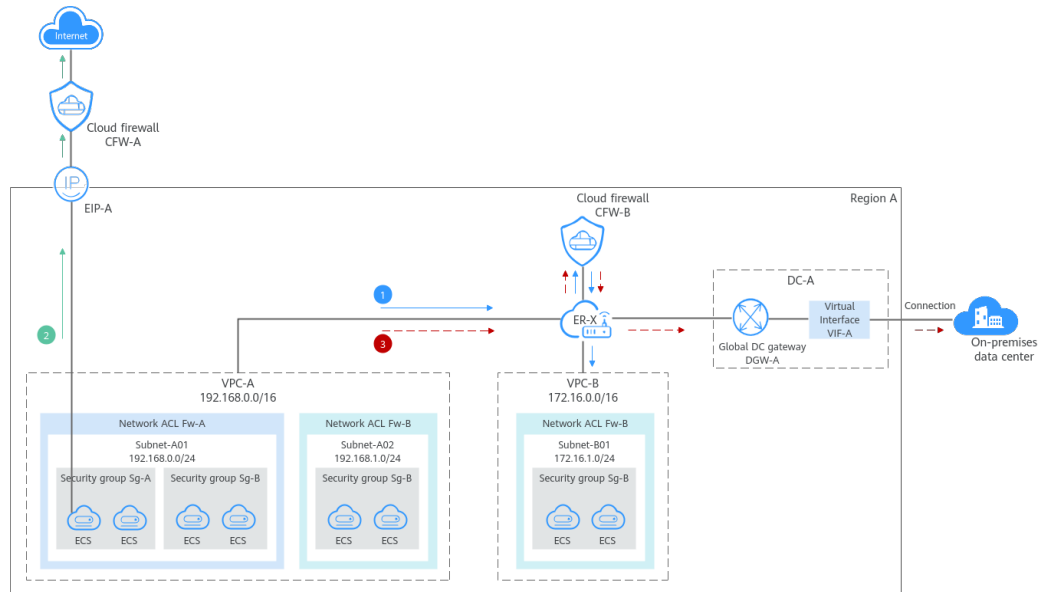 Internet
Cloud firewall
CFW-A
IP
EIP-A
Region A
Cloud firewall
CFW-B
1
2
3
ER-X
DC-A
Global DC gateway
DGW-A
Virtual
Interface
VIF-A
Connection
On-premises
data center
VPC-A
192.168.0.0/16
Network ACL Fw-A
Subnet-A01
192.168.0.0/24
Security group Sg-A
ECS
ECS
Security group Sg-B
ECS
ECS
Network ACL Fw-B
Subnet-A02
192.168.1.0/24
Security group Sg-B
ECS
ECS
VPC-B
172.16.0.0/16
Network ACL Fw-B
Subnet-B01
172.16.1.0/24
Security group Sg-B
ECS
ECS